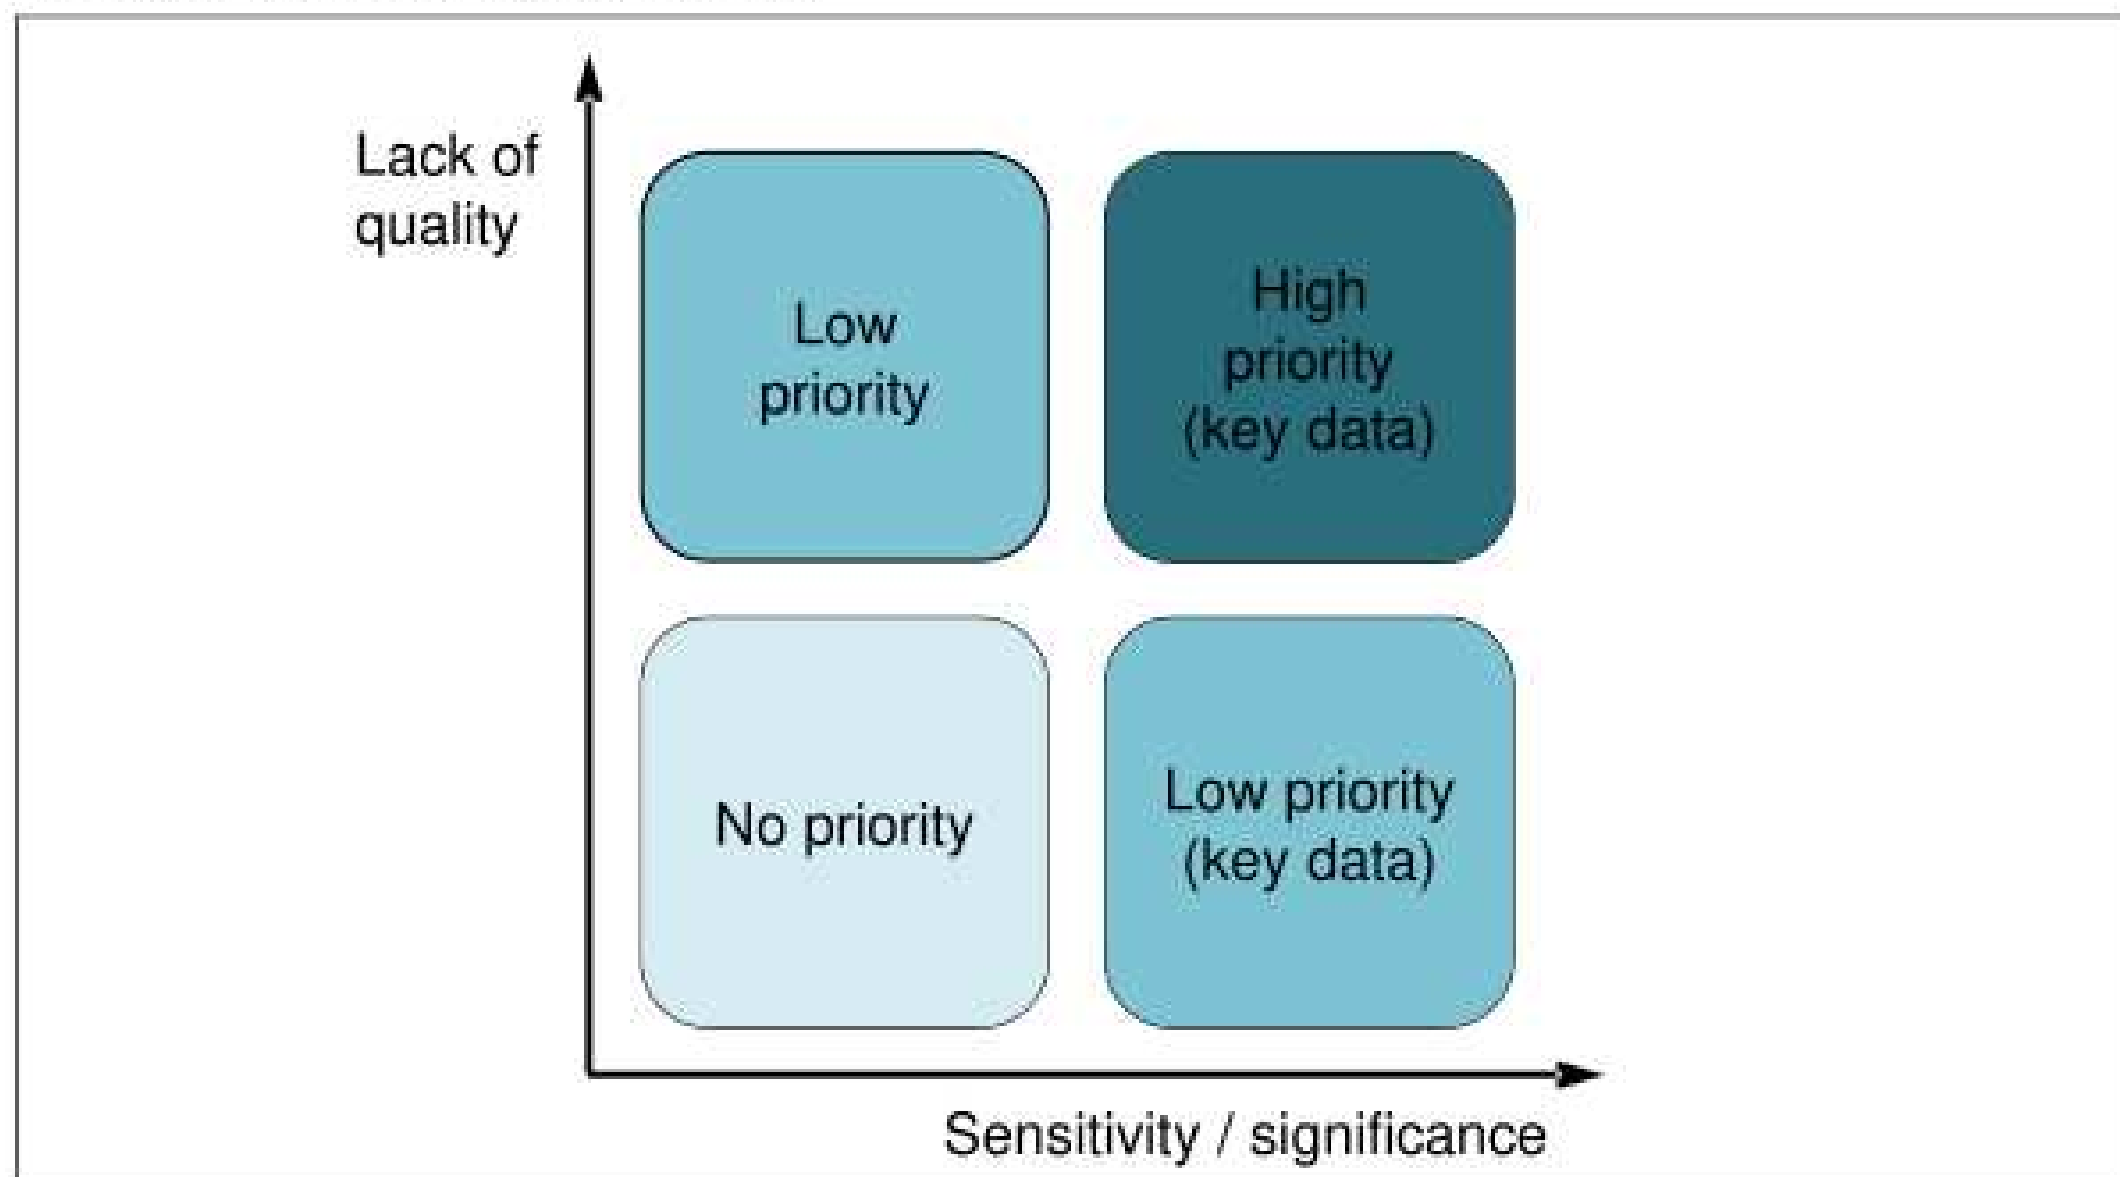 Lack of
quality
Low
priority
High
priority
(key data)
No priority
Low priority
(key data)
Sensitivity / significance